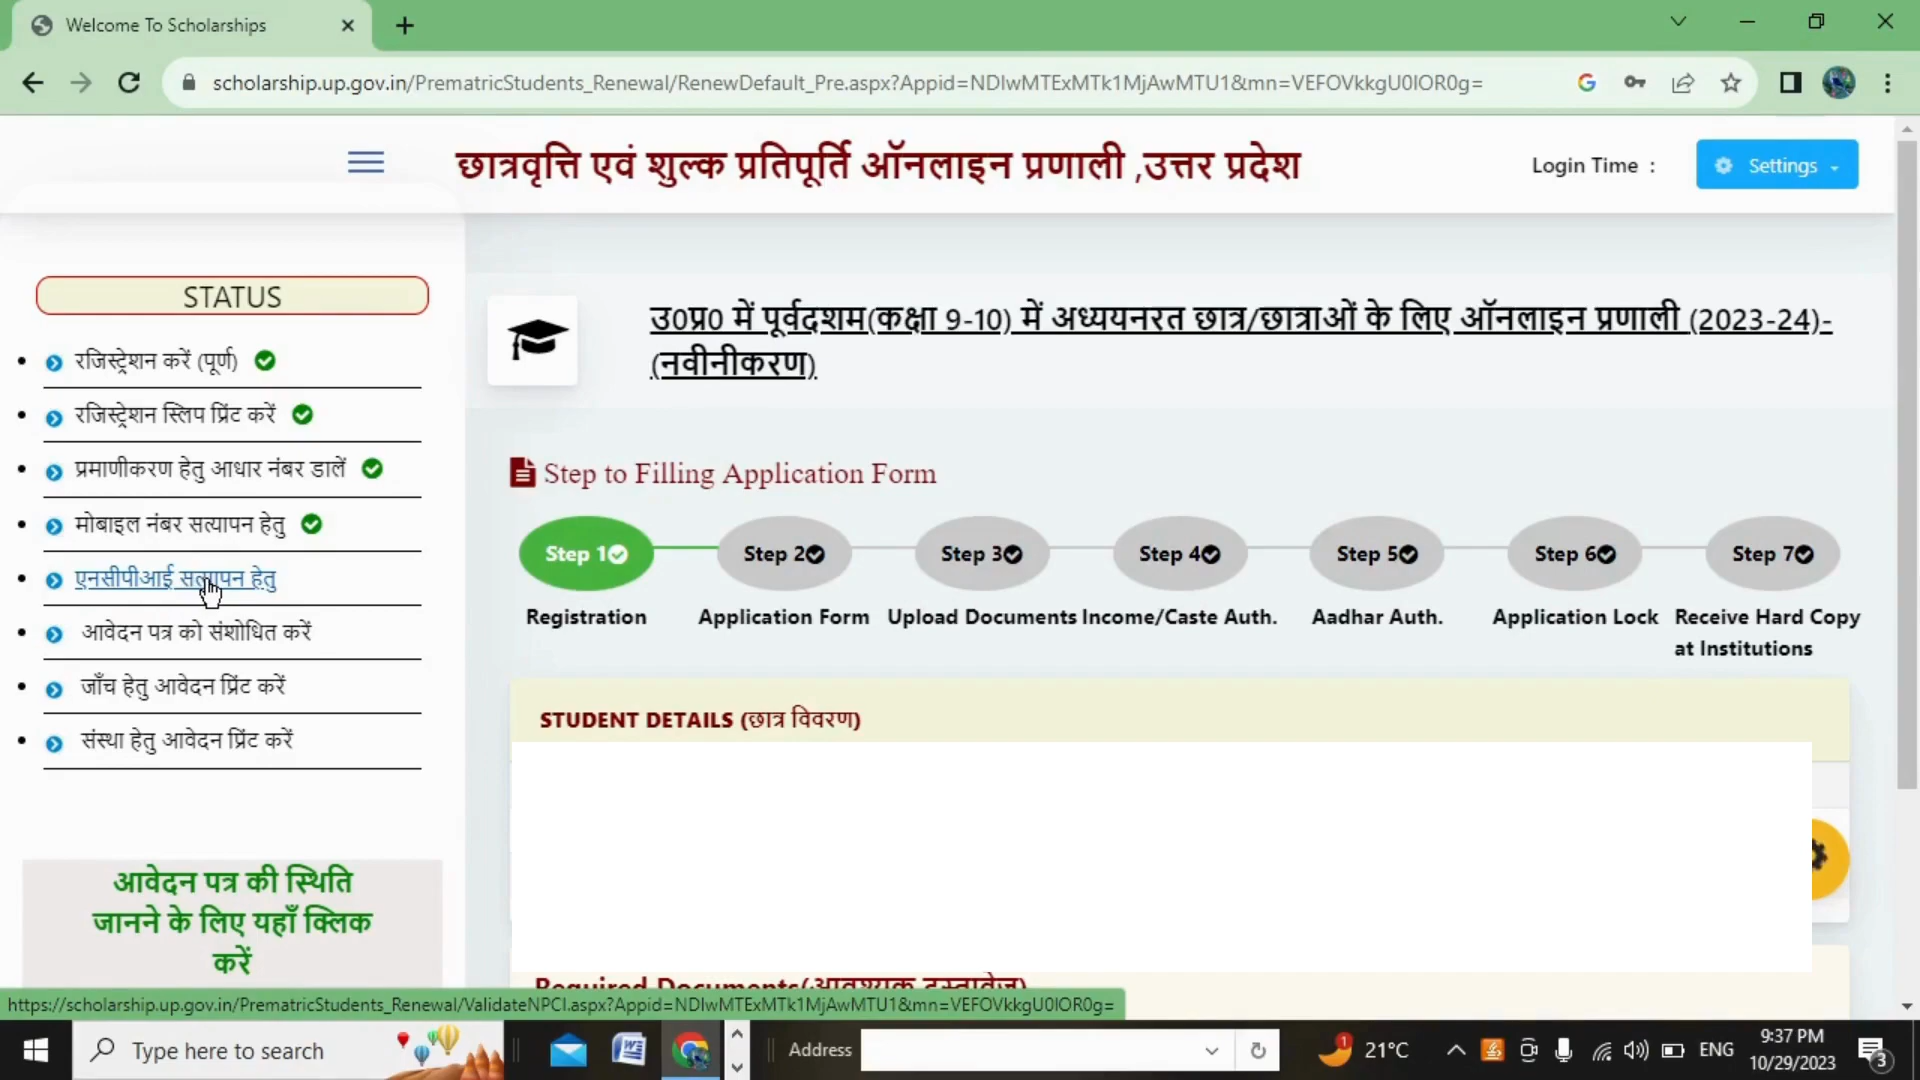 Welcome To Scholarships
scholarship.up.gov.in/PrematricStudents_Renewal/RenewDefault_Pre.aspx?Appid=NDIwMTExMTk1MjAwMTU1&mn=VEFOVkkgU0lOR0g=
छात्रवृत्ति एवं शुल्क प्रतिपूर्ति ऑनलाइन प्रणाली ,उत्तर प्रदेश
Login Time :
Settings
STATUS
रजिस्ट्रेशन करें (पूर्ण)
रजिस्ट्रेशन स्लिप प्रिंट करें
प्रमाणीकरण हेतु आधार नंबर डालें
मोबाइल नंबर सत्यापन हेतु
एनसीपीआई सत्यापन हेतु
आवेदन पत्र को संशोधित करें
जाँच हेतु आवेदन प्रिंट करें
संस्था हेतु आवेदन प्रिंट करें
आवेदन पत्र की स्थिति
जानने के लिए यहाँ क्लिक
करें
उ0प्र0 में पूर्वदशम(कक्षा 9-10) में अध्ययनरत छात्र/छात्राओं के लिए ऑनलाइन प्रणाली (2023-24)-
(नवीनीकरण)
Step to Filling Application Form
Step 1 Step 2 Step 3 Step 4 Step 5 Step 6 Step 7
Registration Application Form Upload Documents Income/Caste Auth. Aadhar Auth. Application Lock Receive Hard Copy
at Institutions
STUDENT DETAILS (छात्र विवरण)
Required Documents(आवश्यक दस्तावेज)
https://scholarship.up.gov.in/PrematricStudents_Renewal/ValidateNPCI.aspx?Appid=NDIwMTExMTk1MjAwMTU1&mn=VEFOVkkgU0lOR0g=
Type here to search
Address
1
21°C
ENG
9:37 PM
10/29/2023
3